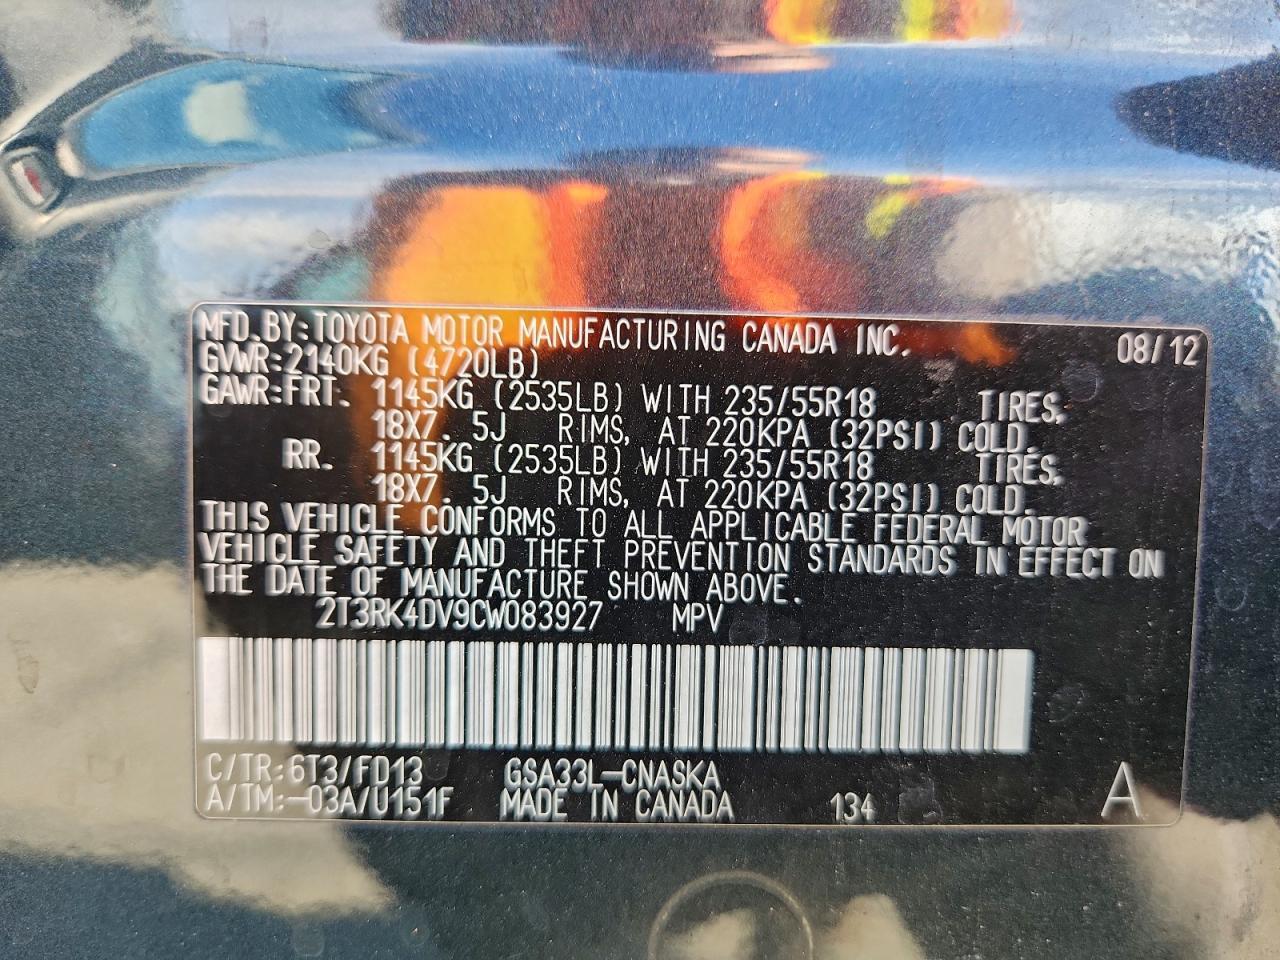 MFD.BY:TOYOTA MOTOR MANUFACTURING CANADA INC. 08/12
GVWR:2140KG (4720LB)
GAWR:FRT. 1145KG (2535LB) WITH 235/55R18 TIRES,
18X7. 5J RIMS, AT 220KPA (32PSI) COLD.
RR. 1145KG (2535LB) WITH 235/55R18 TIRES,
18X7. 5J RIMS, AT 220KPA (32PSI) COLD.
THIS VEHICLE CONFORMS TO ALL APPLICABLE FEDERAL MOTOR
VEHICLE SAFETY AND THEFT PREVENTION STANDARDS IN EFFECT ON
THE DATE OF MANUFACTURE SHOWN ABOVE.
2T3RK4DV9CW083927 MPV
C/TR:6T3/FD13 GSA33L-CNASKA
A/TM:-03A/U151F MADE IN CANADA 134 A